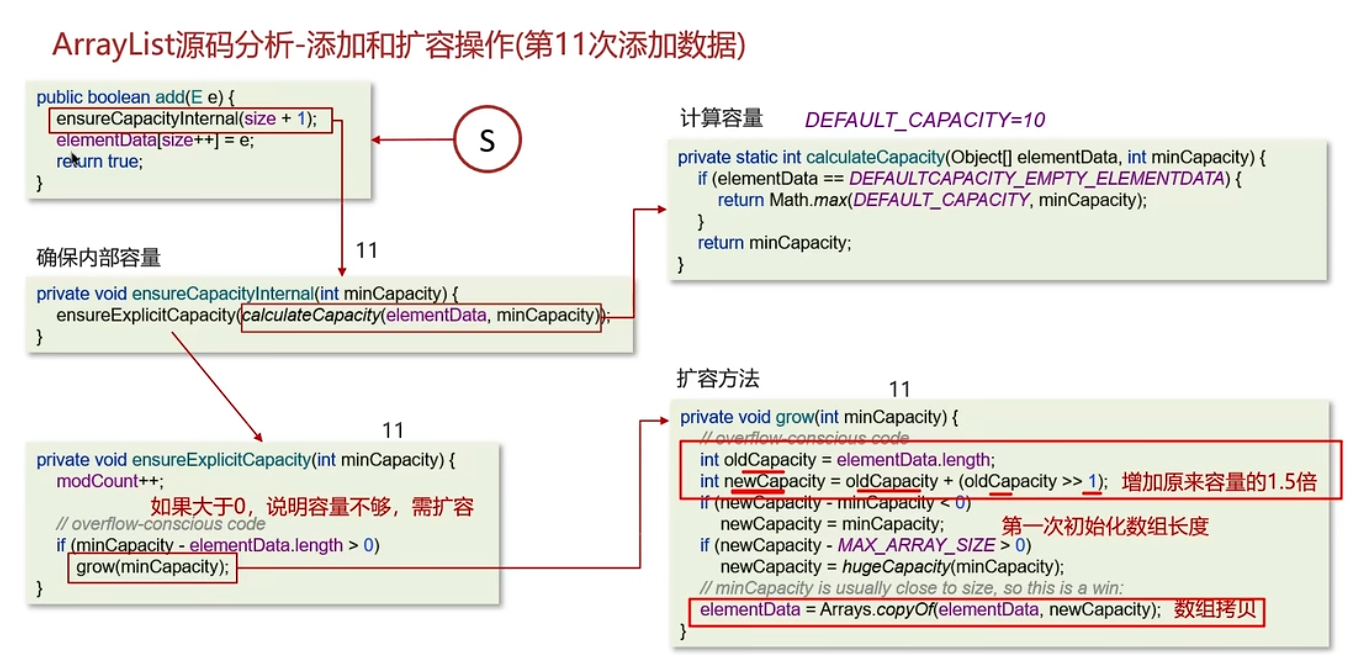 ArrayList源码分析-添加和扩容操作(第11次添加数据)
public boolean add(E e) {
ensureCapacityInternal(size + 1);
elementData[size++] = e;
return true;
}
S
确保内部容量
11
private void ensureCapacityInternal(int minCapacity) {
ensureExplicitCapacity(calculateCapacity(elementData, minCapacity));
}
11
private void ensureExplicitCapacity(int minCapacity) {
modCount++;
如果大于0，说明容量不够，需扩容
// overflow-conscious code
if (minCapacity - elementData.length > 0)
grow(minCapacity);
}
计算容量 DEFAULT_CAPACITY=10
private static int calculateCapacity(Object[] elementData, int minCapacity) {
if (elementData == DEFAULTCAPACITY_EMPTY_ELEMENTDATA) {
return Math.max(DEFAULT_CAPACITY, minCapacity);
}
return minCapacity;
}
扩容方法
11
private void grow(int minCapacity) {
// overflow-conscious code
int oldCapacity = elementData.length;
int newCapacity = oldCapacity + (oldCapacity >> 1); 增加原来容量的1.5倍
if (newCapacity - minCapacity < 0)
newCapacity = minCapacity; 第一次初始化数组长度
if (newCapacity - MAX_ARRAY_SIZE > 0)
newCapacity = hugeCapacity(minCapacity);
// minCapacity is usually close to size, so this is a win:
elementData = Arrays.copyOf(elementData, newCapacity); 数组拷贝
}